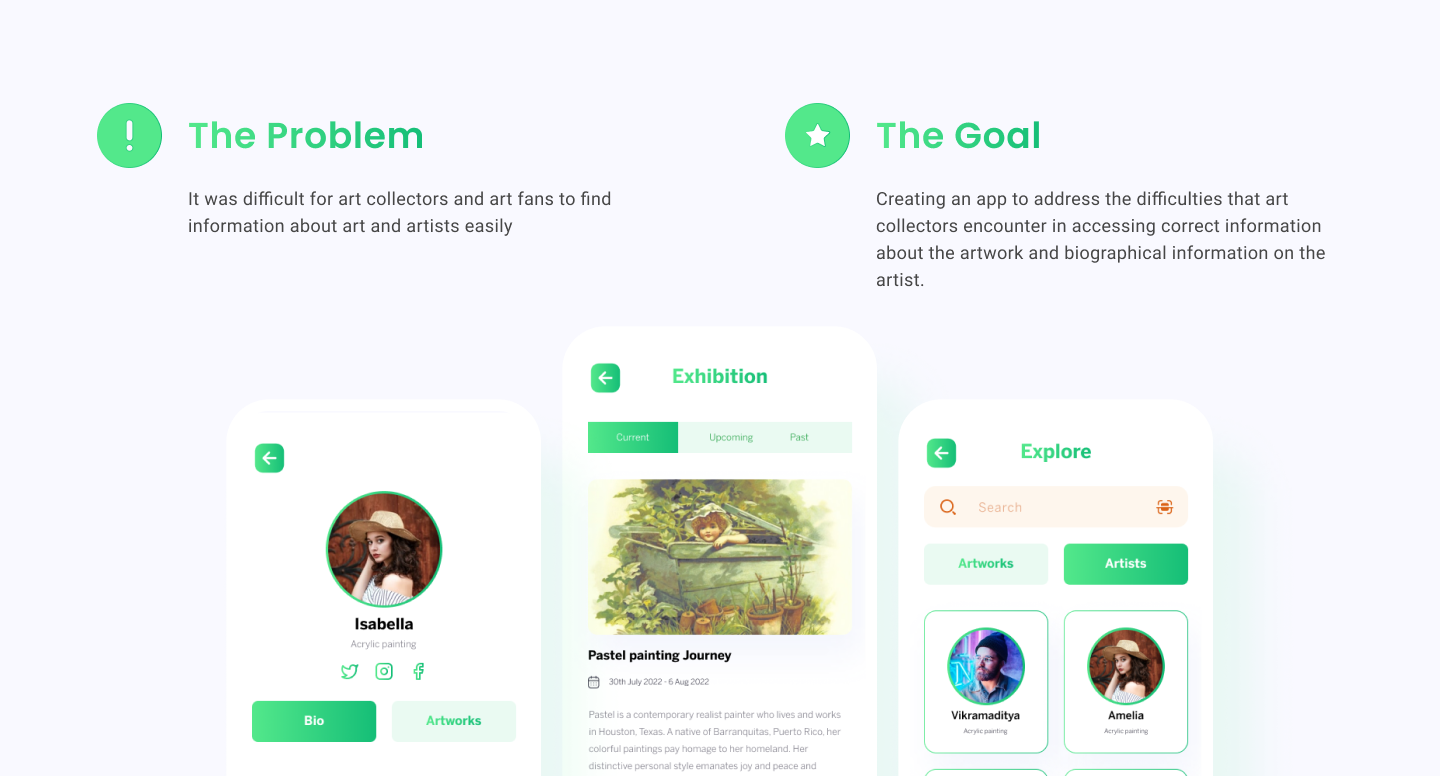 The Problem
It was difficult for art collectors and art fans to find
information about art and artists easily
The Goal
Creating an app to address the difficulties that art
collectors encounter in accessing correct information
about the artwork and biographical information on the
artist.
Isabella
Acrylic painting
Bio Artworks
Exhibition
Current Upcoming Past
Pastel painting Journey
30th July 2022 - 6 Aug 2022
Pastel is a contemporary realist painter who lives and works
in Houston, Texas. A native of Barranquitas, Puerto Rico, her
colorful paintings pay homage to her homeland. Her
distinctive personal style emanates joy and peace and
Explore
Search
Artworks Artists
Vikramaditya Amelia
Acrylic painting Acrylic painting